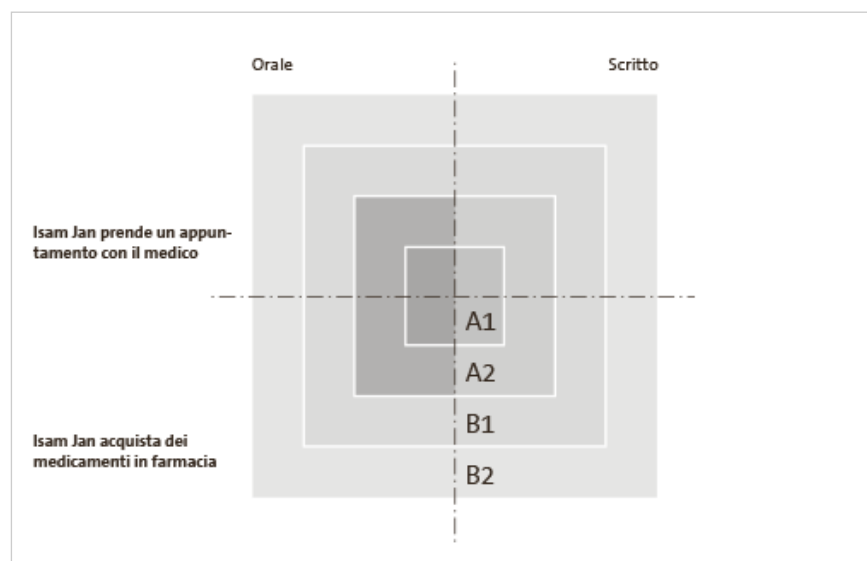 Orale
Scritto
Isam Jan prende un appun-
tamento con il medico
A1
A2
B1
Isam Jan acquista dei
medicamenti in farmacia
B2